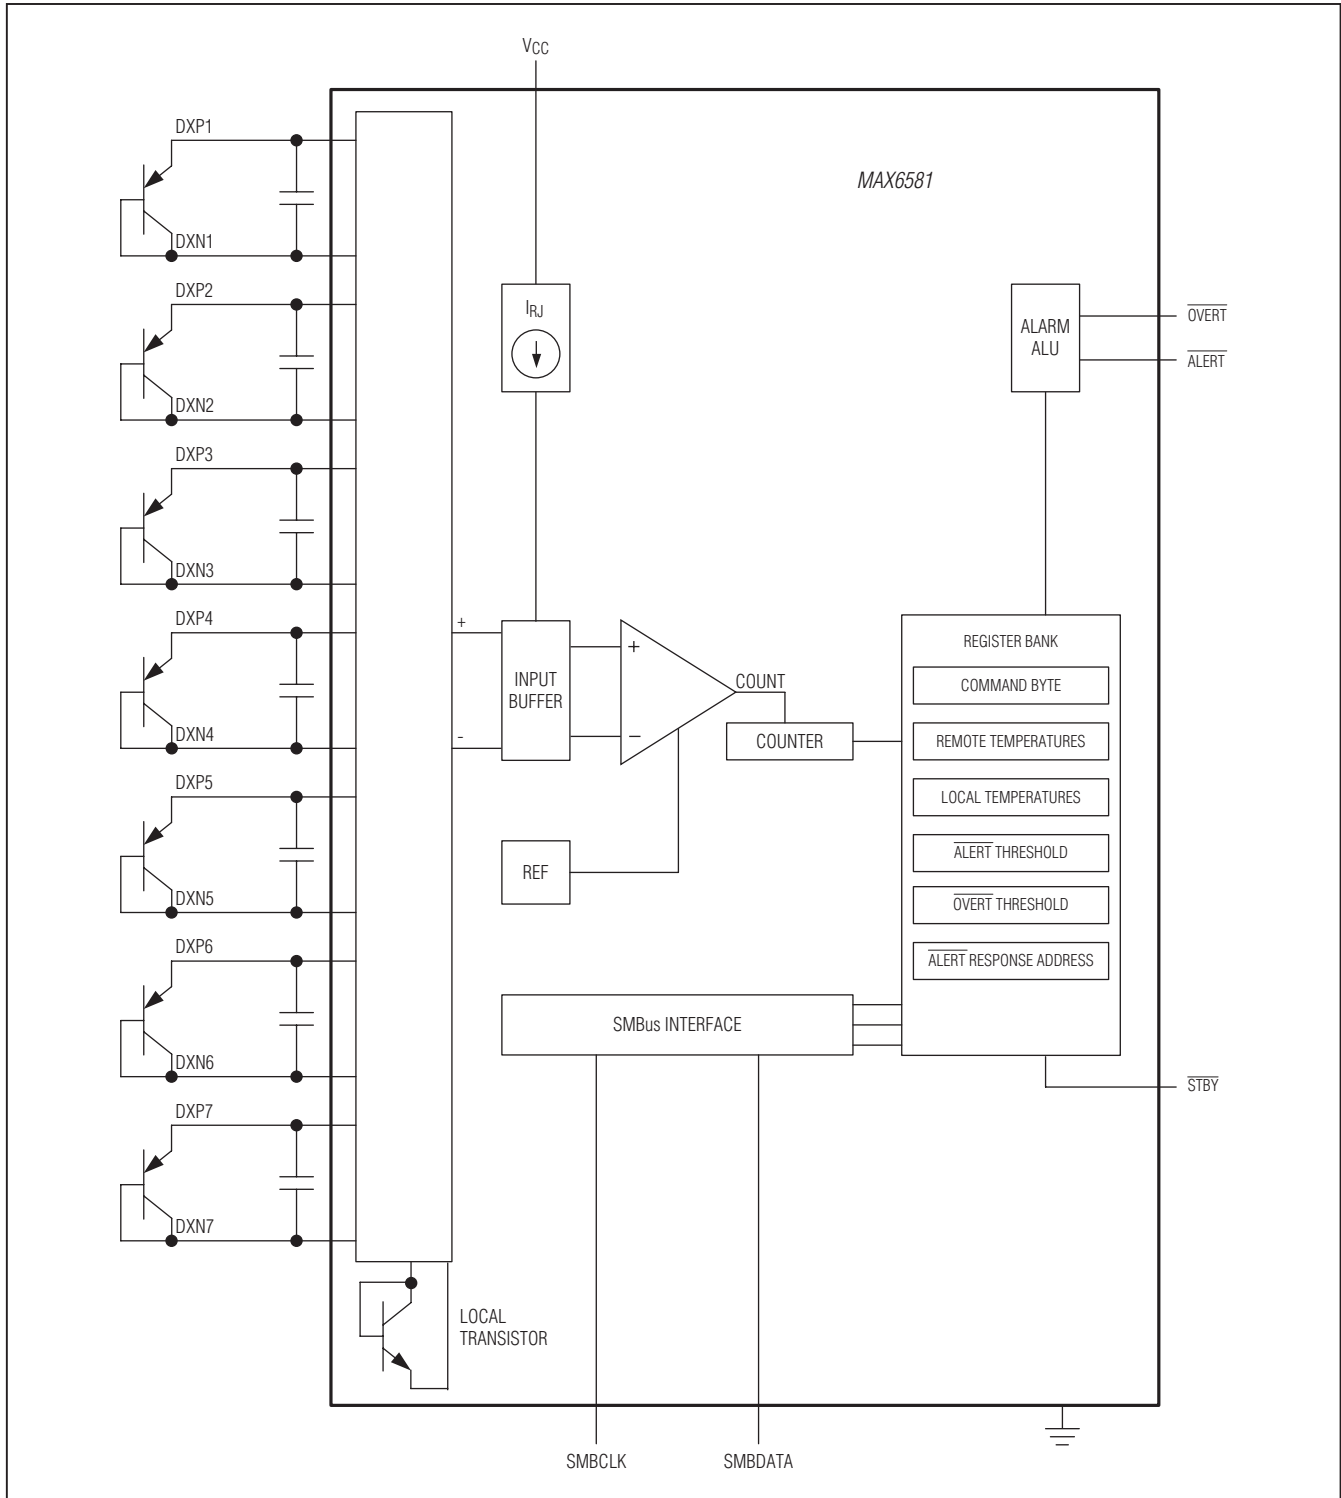 VCC
DXP1
MAX6581
DXN1
DXP2
IRJ
ALARM
ALU
OVERT
ALERT
DXN2
DXP3
DXN3
DXP4
+
+
INPUT
BUFFER
COUNT
REGISTER BANK
COMMAND BYTE
DXN4
-
−
COUNTER
REMOTE TEMPERATURES
DXP5
LOCAL TEMPERATURES
REF
ALERT THRESHOLD
DXN5
OVERT THRESHOLD
DXP6
ALERT RESPONSE ADDRESS
SMBus INTERFACE
DXN6
STBY
DXP7
DXN7
LOCAL
TRANSISTOR
SMBCLK
SMBDATA